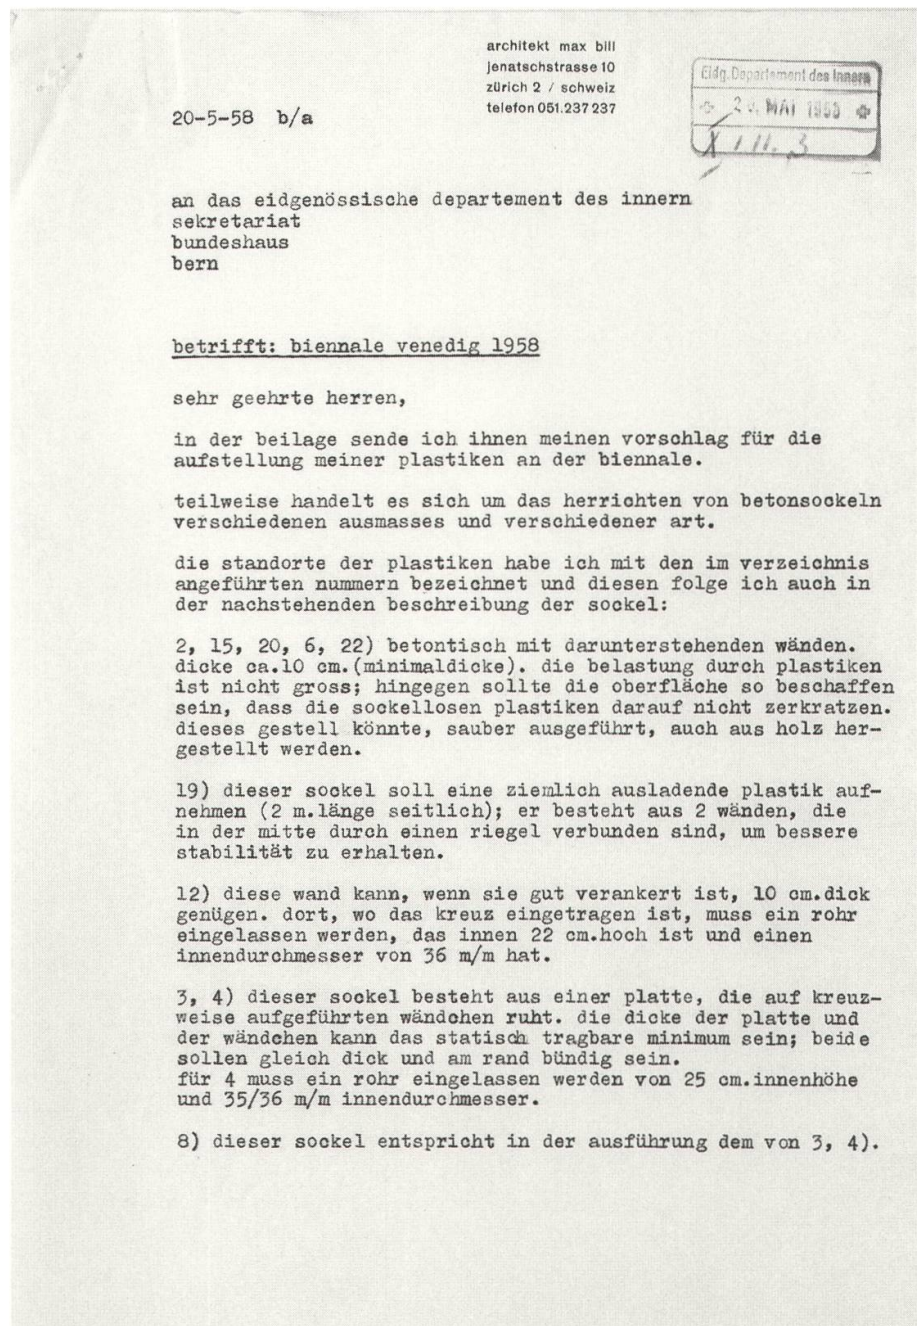 architekt max bill
jenatschstrasse 10
zürich 2 / schweiz
telefon 051.237 237
Eidg. Departement des Innern
MAI 1958
20-5-58 b/a
an das eidgenössische departement des innern
sekretariat
bundeshaus
bern
betrifft: biennale venedig 1958
sehr geehrte herren,
in der beilage sende ich ihnen meinen vorschlag für die
aufstellung meiner plastiken an der biennale.
teilweise handelt es sich um das herrichten von betonsockeln
verschiedenen ausmasses und verschiedener art.
die standorte der plastiken habe ich mit den im verzeichnis
angeführten nummern bezeichnet und diesen folge ich auch in
der nachstehenden beschreibung der sockel:
2, 15, 20, 6, 22) betontisch mit darunterstehenden wänden.
dicke ca.10 cm.(minimaldicke). die belastung durch plastiken
ist nicht gross; hingegen sollte die oberfläche so beschaffen
sein, dass die sockellosen plastiken darauf nicht zerkratzen.
dieses gestell könnte, sauber ausgeführt, auch aus holz her-
gestellt werden.
19) dieser sockel soll eine ziemlich ausladende plastik auf-
nehmen (2 m.länge seitlich); er besteht aus 2 wänden, die
in der mitte durch einen riegel verbunden sind, um bessere
stabilität zu erhalten.
12) diese wand kann, wenn sie gut verankert ist, 10 cm.dick
genügen. dort, wo das kreuz eingetragen ist, muss ein rohr
eingelassen werden, das innen 22 cm.hoch ist und einen
innendurchmesser von 36 m/m hat.
3, 4) dieser sockel besteht aus einer platte, die auf kreuz-
weise aufgeführten wändchen ruht. die dicke der platte und
der wändchen kann das statisch tragbare minimum sein; beide
sollen gleich dick und am rand bündig sein.
für 4 muss ein rohr eingelassen werden von 25 cm.innenhöhe
und 35/36 m/m innendurchmesser.
8) dieser sockel entspricht in der ausführung dem von 3, 4).